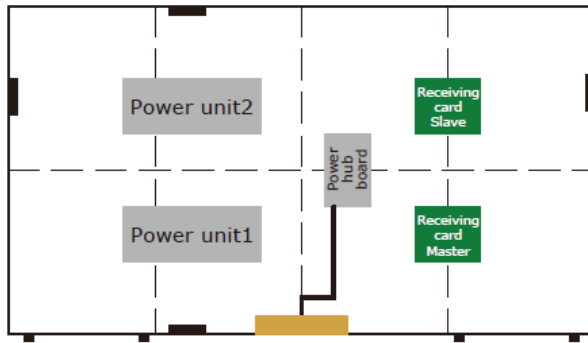 Power unit2
Receiving
card
Slave
Power
hub
board
Power unit1
Receiving
card
Master